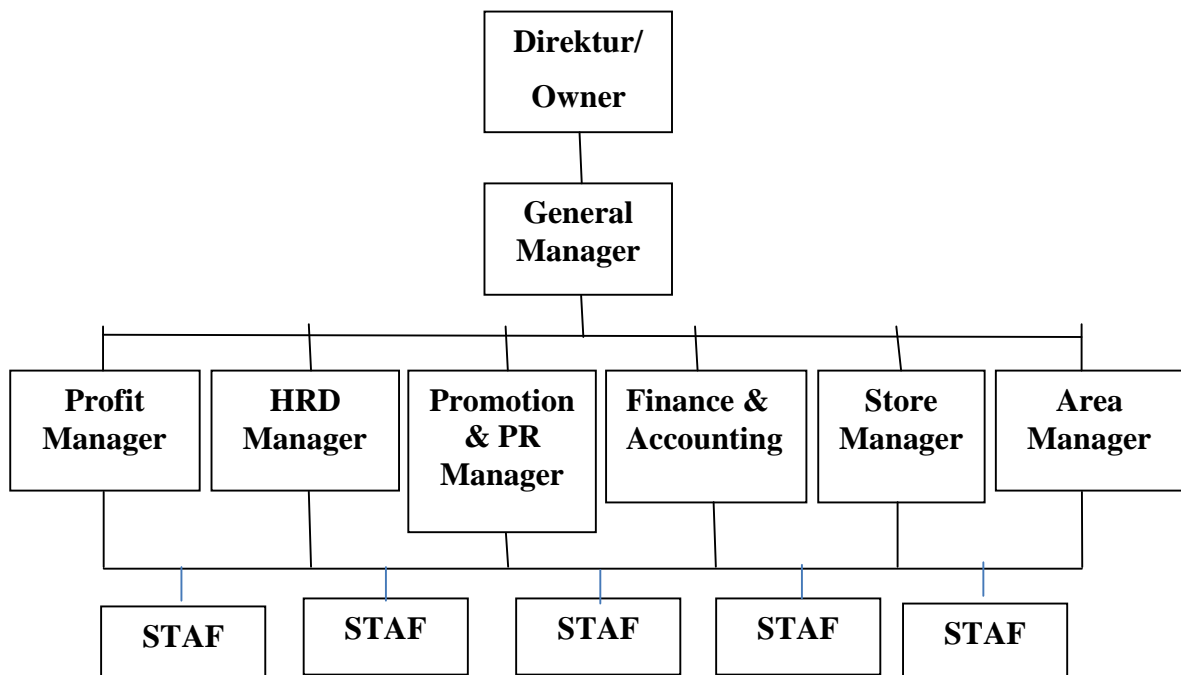 Direktur/
Owner
General
Manager
Profit
Manager
HRD
Manager
Promotion
& PR
Manager
Finance &
Accounting
Store
Manager
Area
Manager
STAF
STAF
STAF
STAF
STAF